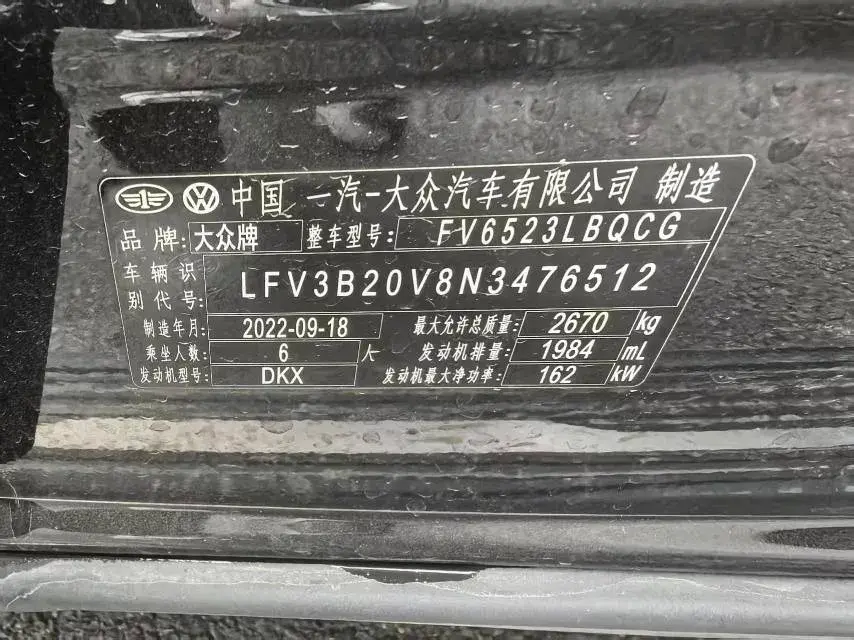 中国 一汽-大众汽车有限公司 制造
品牌: 大众牌 整车型号: FV6523LBQCG
车辆识别代号: LFV3B20V8N3476512
制造年月: 2022-09-18 最大允许总质量: 2670 kg
乘坐人数: 6 人 发动机排量: 1984 mL
发动机型号: DKX 发动机最大净功率: 162 kW